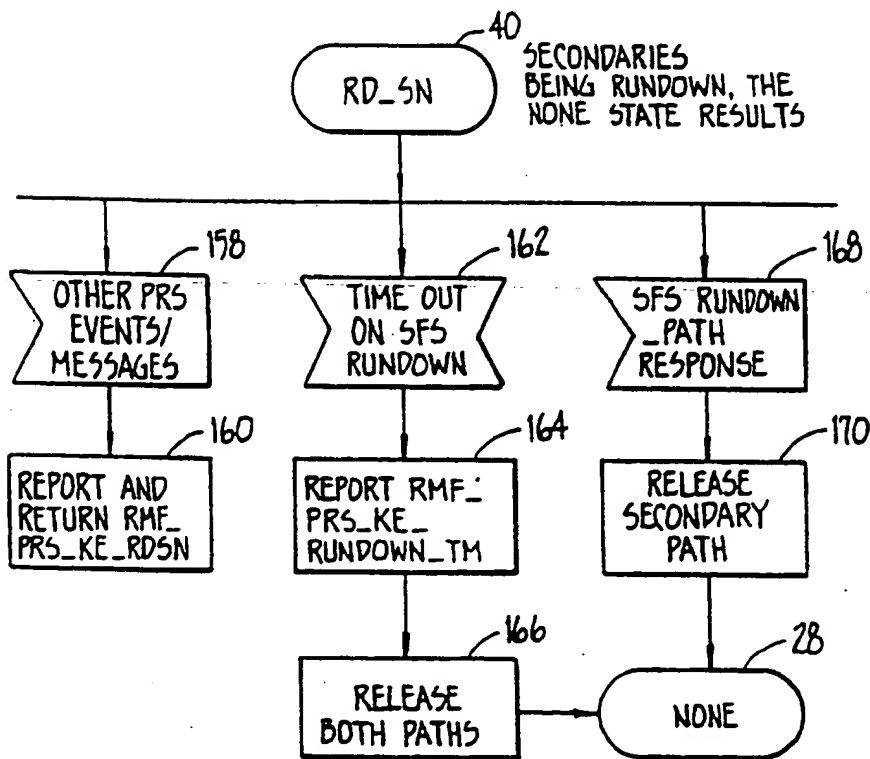 40
SECONDARIES
BEING RUNDOWN, THE
NONE STATE RESULTS
RD_SN
158
OTHER PRS
EVENTS/
MESSAGES
162
TIME OUT
ON SFS
RUNDOWN
168
SFS RUNDOWN
_PATH
RESPONSE
160
REPORT AND
RETURN RMF_
PRS_KE_RDSN
164
REPORT RMF_
PRS_KE_
RUNDOWN_TM
170
RELEASE
SECONDARY
PATH
166
RELEASE
BOTH PATHS
28
NONE